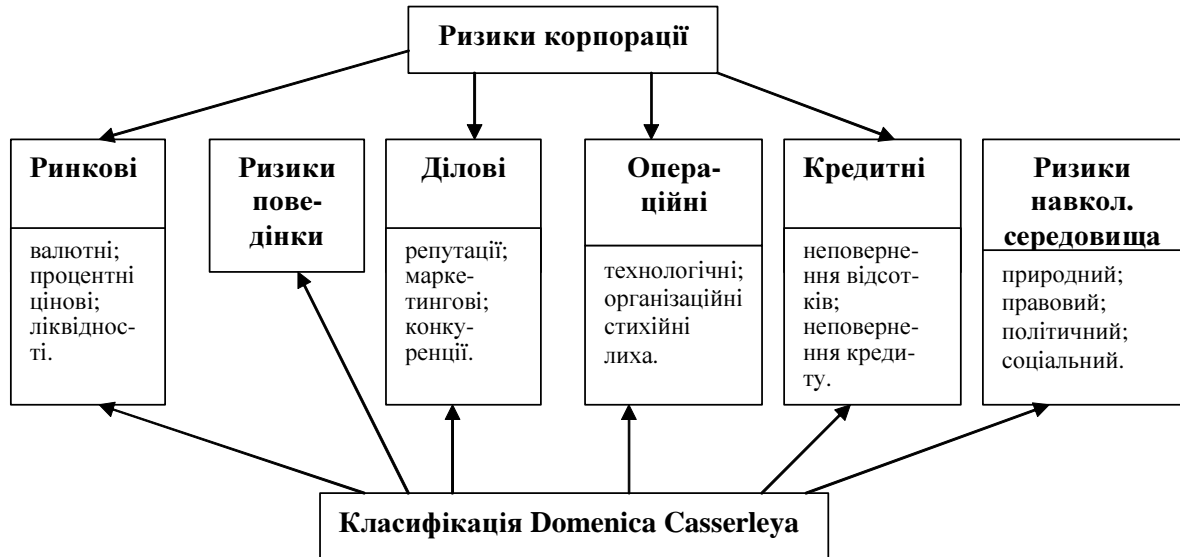 Ризики корпорації
Ринкові
валютні;
процентні
цінові;
ліквіднос-
ті.
Ризики
пове-
дінки
Ділові
репутації;
марке-
тингові;
конку-
ренції.
Опера-
ційні
технологічні;
організаційні
стихійні
лиха.
Кредитні
неповерне-
ння відсот-
ків;
неповерне-
ння креди-
ту.
Ризики
навкол.
середовища
природний;
правовий;
політичний;
соціальний.
Класифікація Domenica Casserleya